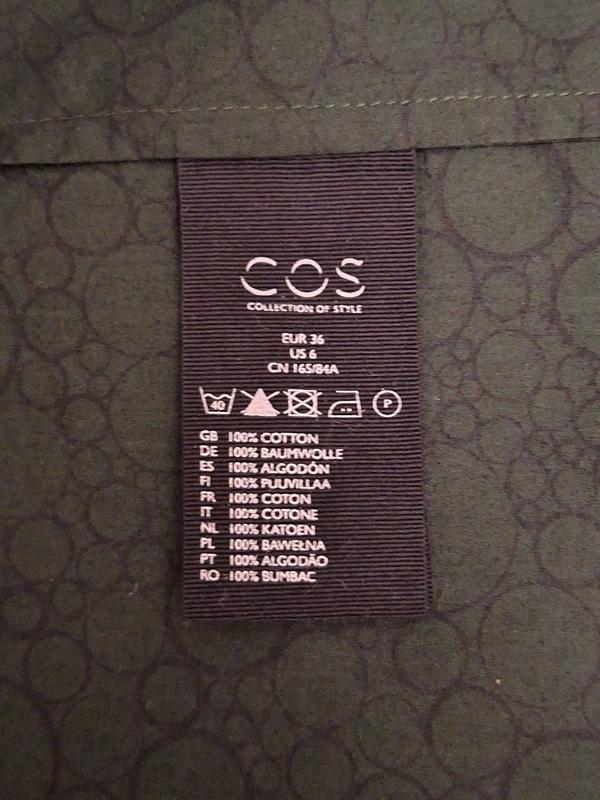 COS
COLLECTION OF STYLE
EUR 36
US 6
CN 165/84A
40 P
GB 100% COTTON
DE 100% BAUMWOLLE
ES 100% ALGODÓN
FI 100% PUUVILLAA
FR 100% COTON
IT 100% COTONE
NL 100% KATOEN
PL 100% BAWEŁNA
PT 100% ALGODÃO
RO 100% BUMBAC